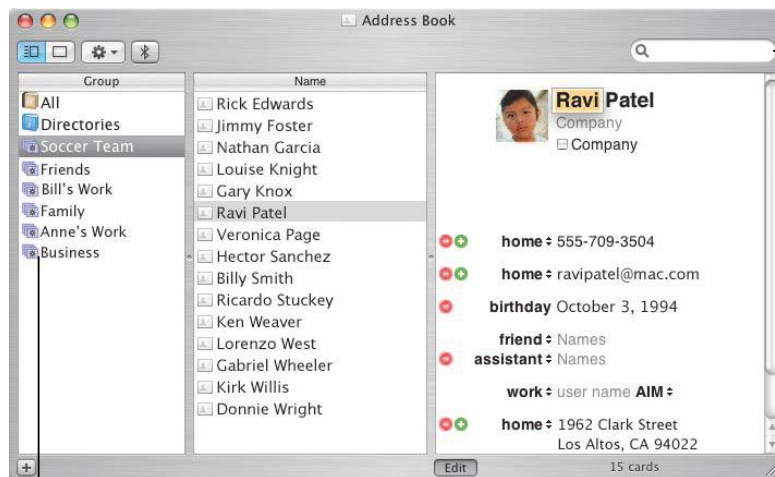 Address Book
Group
All
Directories
Soccer Team
Friends
Bill's Work
Family
Anne's Work
Business
Name
Rick Edwards
Jimmy Foster
Nathan Garcia
Louise Knight
Gary Knox
Ravi Patel
Veronica Page
Hector Sanchez
Billy Smith
Ricardo Stuckey
Ken Weaver
Lorenzo West
Gabriel Wheeler
Kirk Willis
Donnie Wright
Ravi Patel
Company
Company
home 555-709-3504
home ravipatel@mac.com
birthday October 3, 1994
friend Names
assistant Names
work user name AIM
home 1962 Clark Street
Los Altos, CA 94022
Edit
15 cards